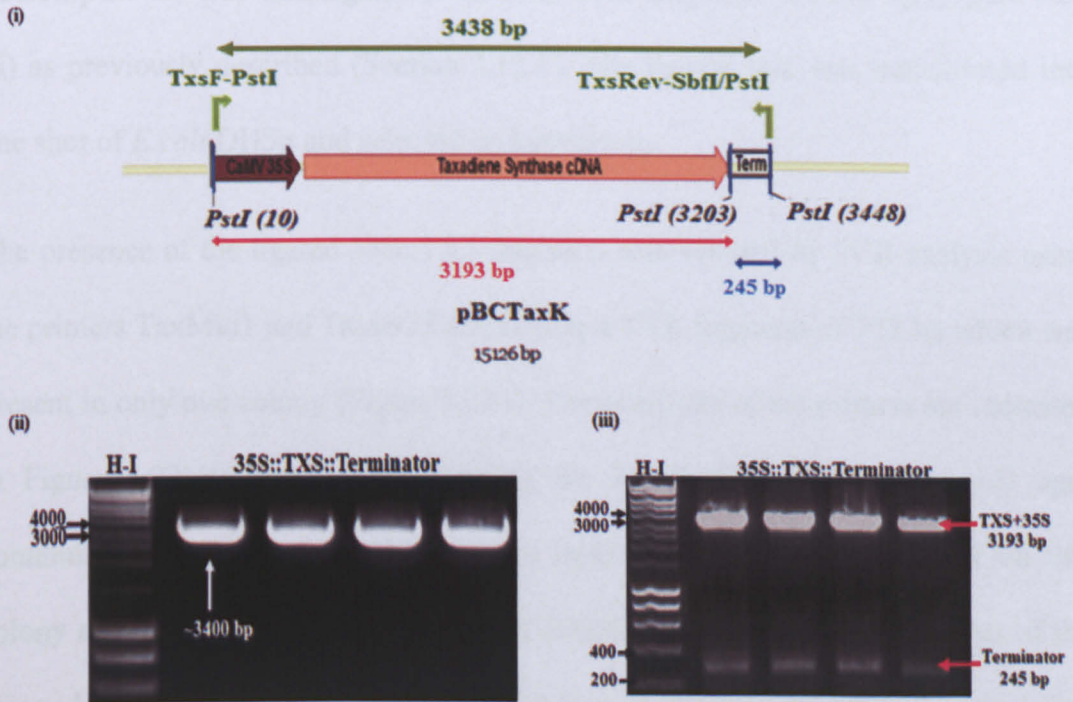 (i)
3438 bp
TxsF-PstI
TxsRev-SbfI/PstI
CaMV 35S
Taxadiene Synthase cDNA
Term
PstI (10)
PstI (3203)
PstI (3448)
3193 bp
245 bp
pBCTaxK
15126bp
(ii)
H-I
35S::TXS::Terminator
4000
3000
~3400 bp
(iii)
H-I
35S::TXS::Terminator
4000
3000
TXS+35S
3193 bp
400
200
Terminator
245 bp